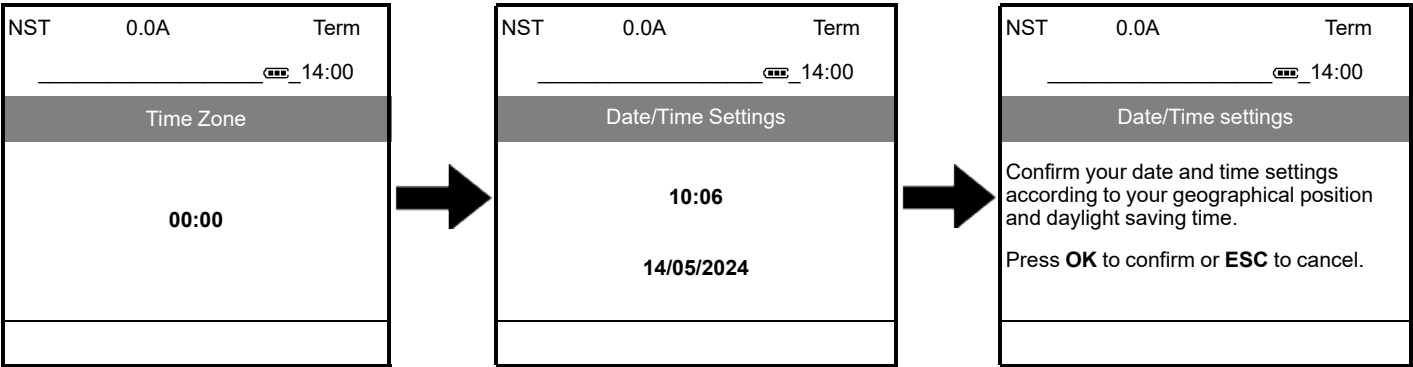 NST 0.0A Term
14:00
Time Zone
00:00
NST 0.0A Term
14:00
Date/Time Settings
10:06
14/05/2024
NST 0.0A Term
14:00
Date/Time settings
Confirm your date and time settings
according to your geographical position
and daylight saving time.
Press OK to confirm or ESC to cancel.